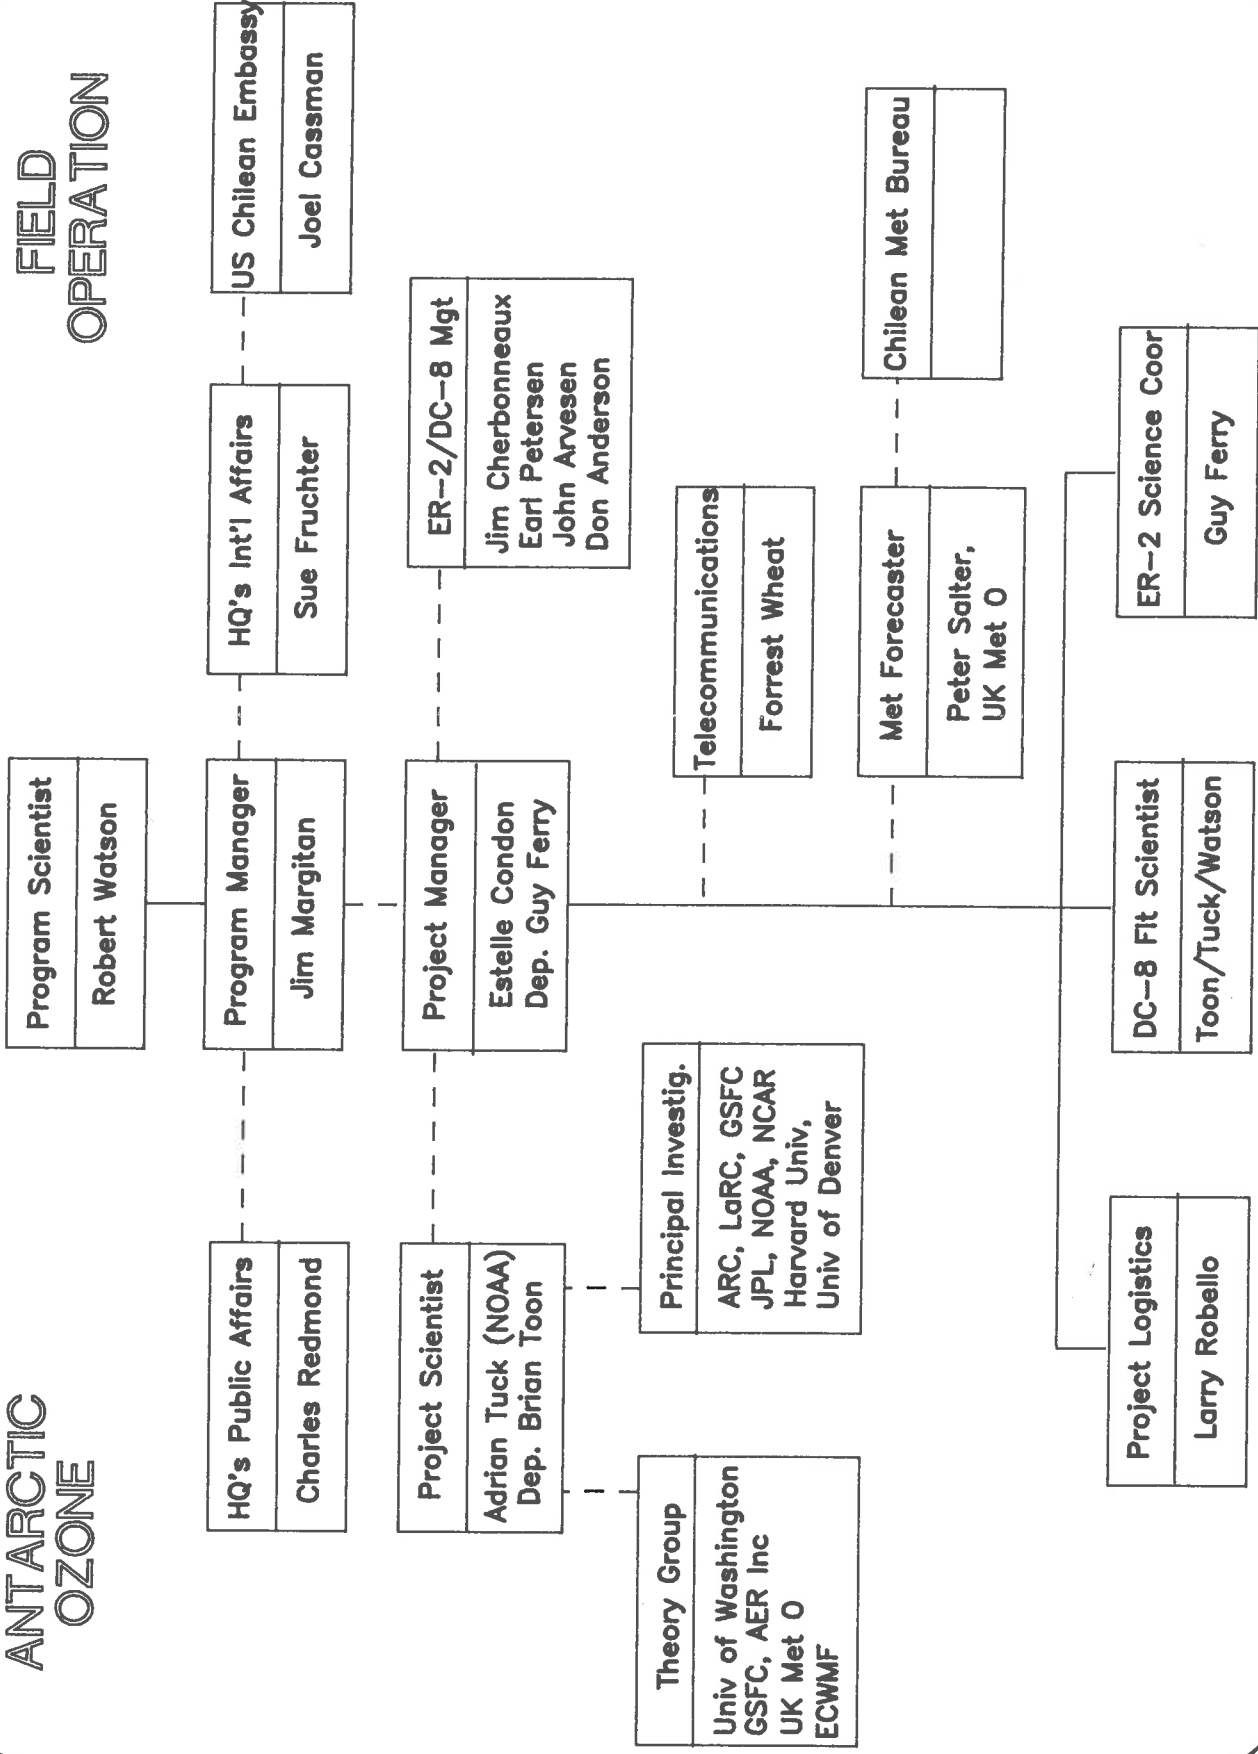 ANTARCTIC
OZONE
FIELD
OPERATION
Program Scientist
Robert Watson
HQ's Public Affairs
Charles Redmond
Program Manager
Jim Margitan
HQ's Int'l Affairs
Sue Fruchter
US Chilean Embassy
Joel Cassman
Project Scientist
Adrian Tuck (NOAA)
Dep. Brian Toon
Project Manager
Estelle Condon
Dep. Guy Ferry
ER-2/DC-8 Mgt
Jim Cherbonneaux
Earl Petersen
John Arvesen
Don Anderson
Theory Group
Univ of Washington
GSFC, AER Inc
UK Met O
ECWMF
Principal Investig.
ARC, LaRC, GSFC
JPL, NOAA, NCAR
Harvard Univ,
Univ of Denver
Telecommunications
Forrest Wheat
Met Forecaster
Peter Salter,
UK Met O
Chilean Met Bureau
Project Logistics
Larry Robello
DC-8 Flt Scientist
Toon/Tuck/Watson
ER-2 Science Coor
Guy Ferry